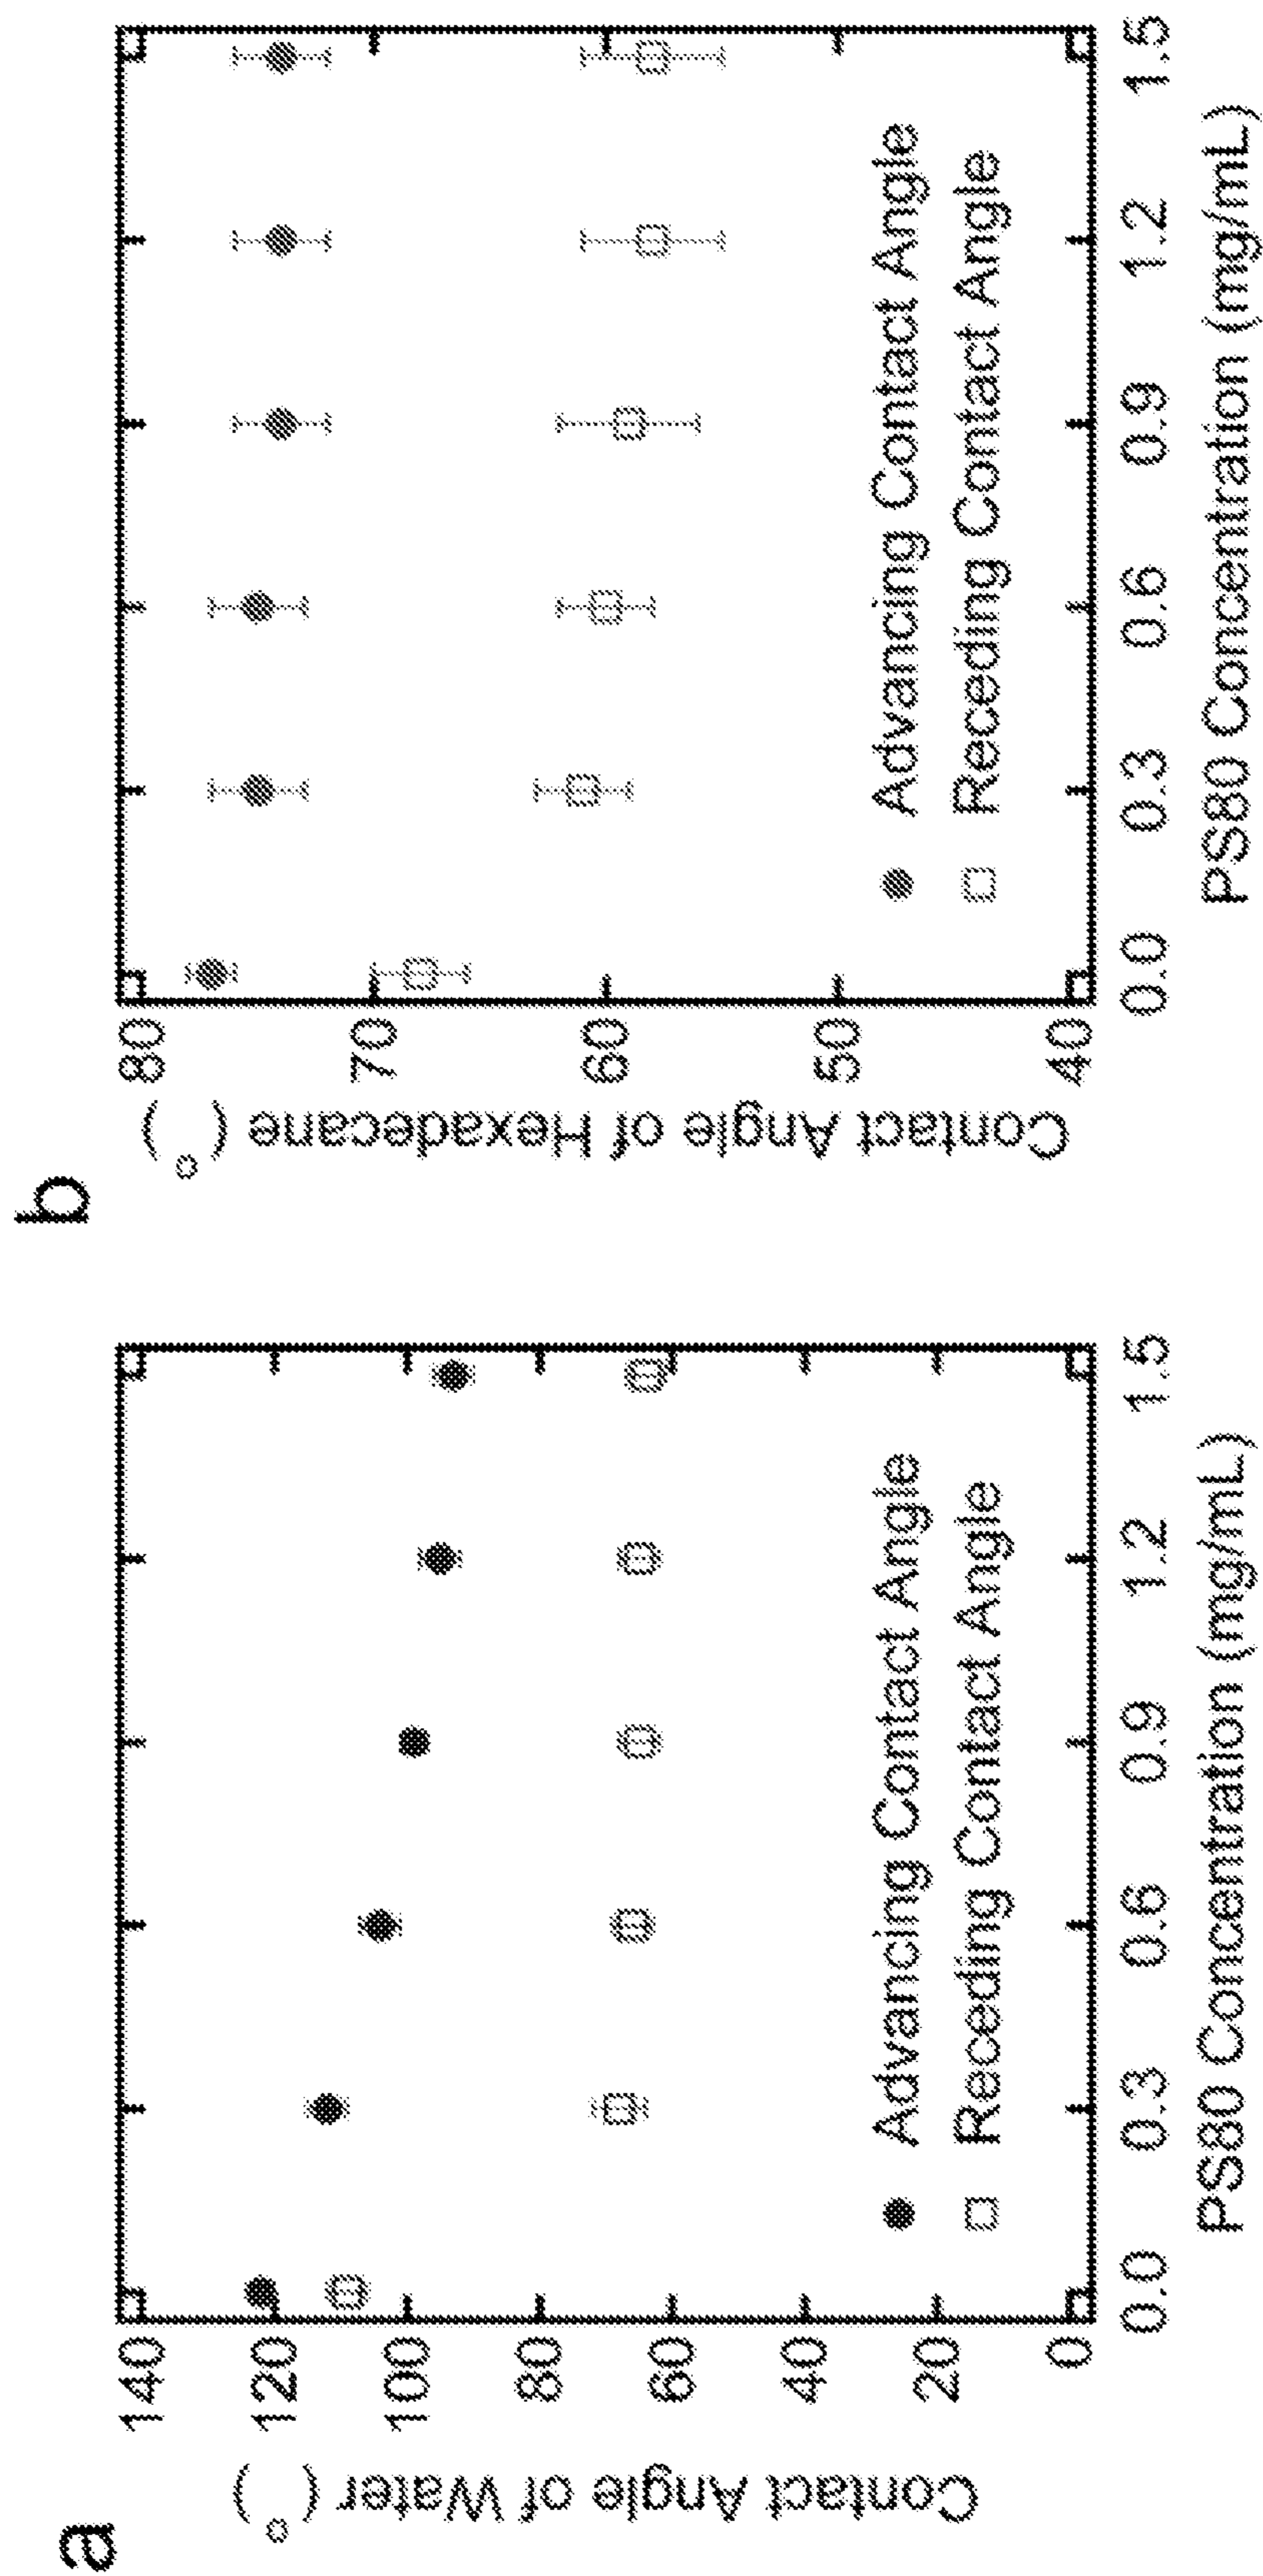 a
Contact Angle of Water (°)
140
120
100
80
60
40
20
0
Advancing Contact Angle
Receding Contact Angle
0.0 0.3 0.6 0.9 1.2 1.5
PS80 Concentration (mg/mL)
b
Contact Angle of Hexadecane (°)
80
70
60
50
40
Advancing Contact Angle
Receding Contact Angle
0.0 0.3 0.6 0.9 1.2 1.5
PS80 Concentration (mg/mL)